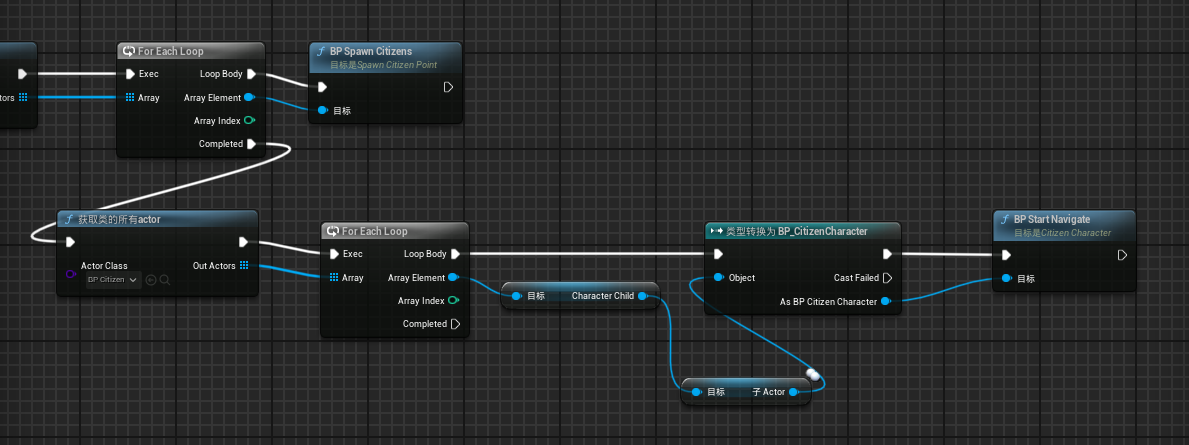 For Each Loop
BP Spawn Citizens
目标是Spawn Citizen Point
Exec
Loop Body
tors
Array
Array Element
目标
Array Index
Completed
获取类的所有actor
Actor Class
BP Citizen
Out Actors
For Each Loop
Exec
Loop Body
Array
Array Element
Array Index
Completed
目标
Character Child
类型转换为 BP_CitizenCharacter
Object
Cast Failed
As BP Citizen Character
BP Start Navigate
目标是Citizen Character
目标
目标
子 Actor